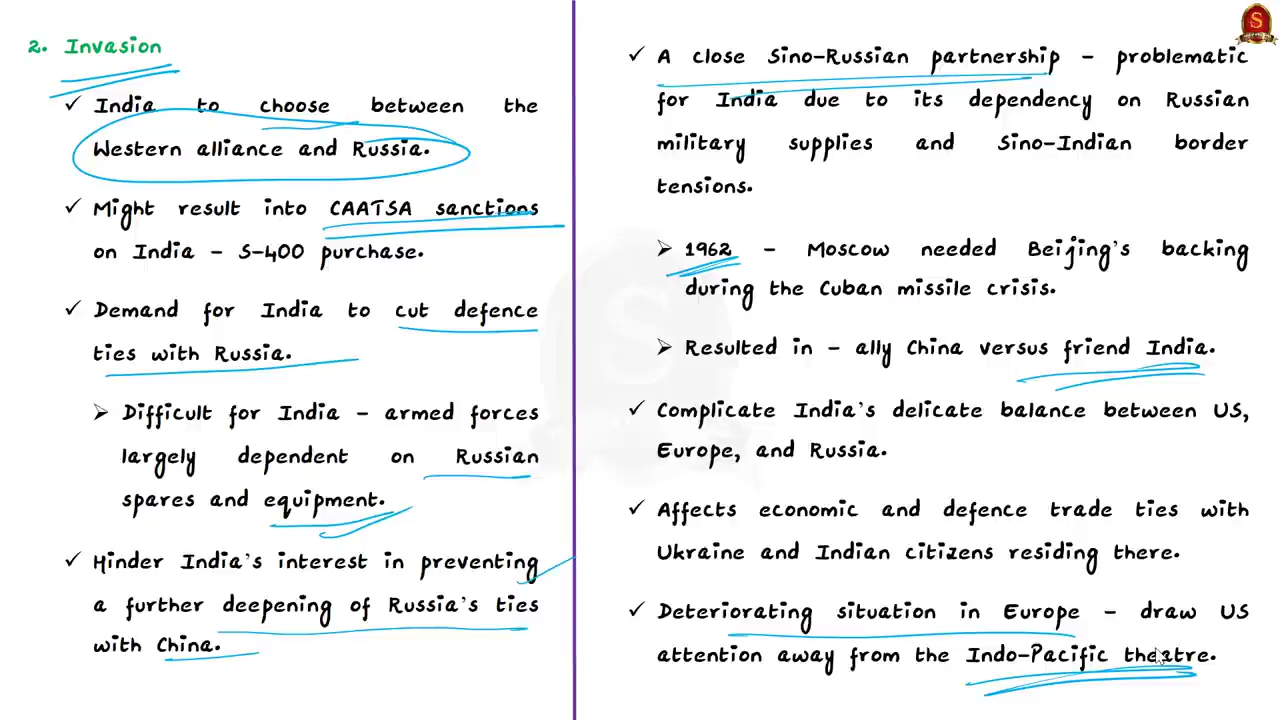 2. Invasion
✓ India to choose between the
Western alliance and Russia.
✓ Might result into CAATSA sanctions
on India - S-400 purchase.
✓ Demand for India to cut defence
ties with Russia.
➢ Difficult for India - armed forces
largely dependent on Russian
spares and equipment.
✓ Hinder India's interest in preventing
a further deepening of Russia's ties
with China.
✓ A close Sino-Russian partnership - problematic
for India due to its dependency on Russian
military supplies and Sino-Indian border
tensions.
➢ 1962 - Moscow needed Beijing's backing
during the Cuban missile crisis.
➢ Resulted in - ally China versus friend India.
✓ Complicate India's delicate balance between US,
Europe, and Russia.
✓ Affects economic and defence trade ties with
Ukraine and Indian citizens residing there.
✓ Deteriorating situation in Europe - draw US
attention away from the Indo-Pacific theatre.